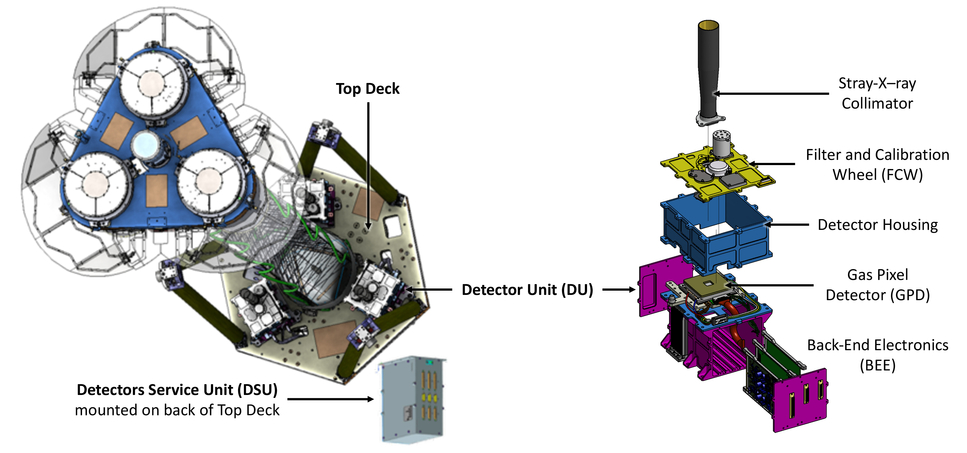 Top Deck
Detector Unit (DU)
Detectors Service Unit (DSU)
mounted on back of Top Deck
Stray-X–ray
Collimator
Filter and Calibration
Wheel (FCW)
Detector Housing
Gas Pixel
Detector (GPD)
Back-End Electronics
(BEE)